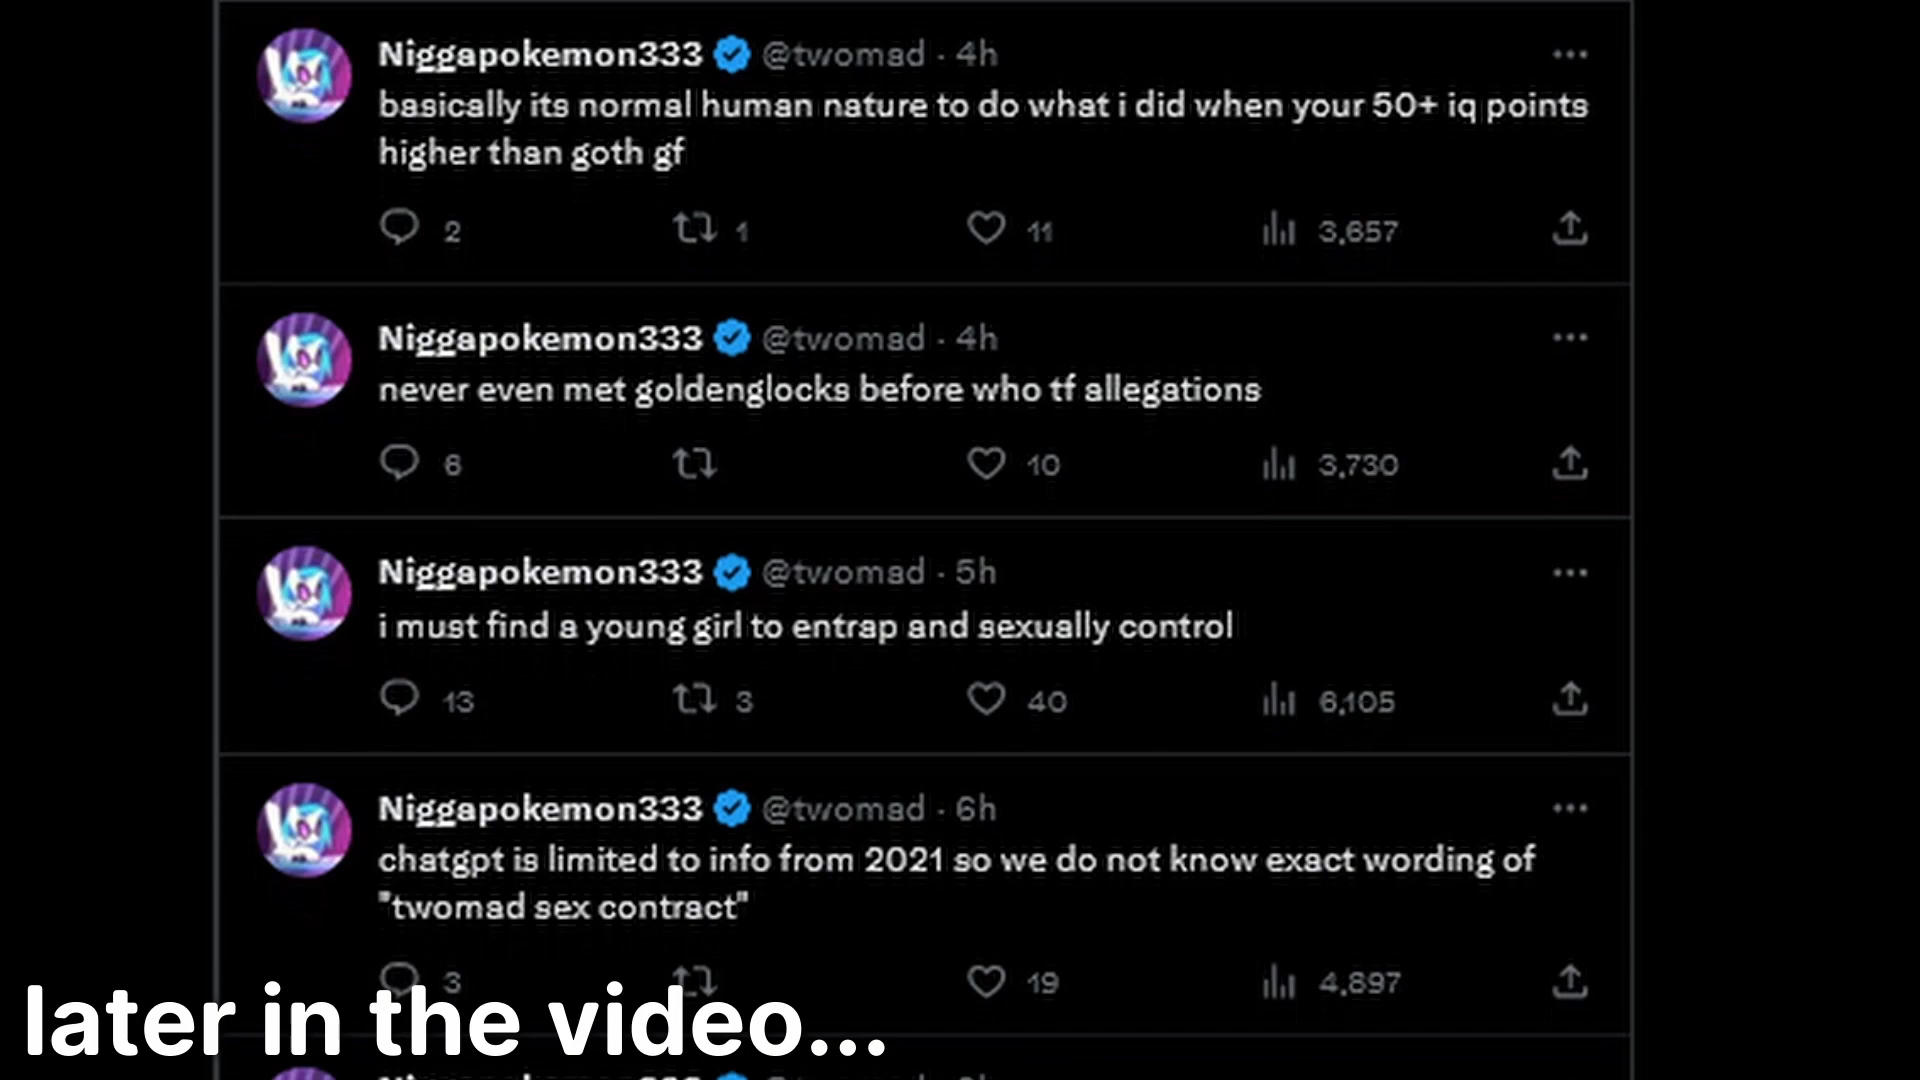 Niggapokemon333 @twomad · 4h
basically its normal human nature to do what i did when your 50+ iq points
higher than goth gf
2 1 11 3,657
Niggapokemon333 @twomad · 4h
never even met goldenglocks before who tf allegations
6 10 3,730
Niggapokemon333 @twomad · 5h
i must find a young girl to entrap and sexually control
13 3 40 6,105
Niggapokemon333 @twomad · 6h
chatgpt is limited to info from 2021 so we do not know exact wording of
"twomad sex contract"
3 19 4,897
later in the video...